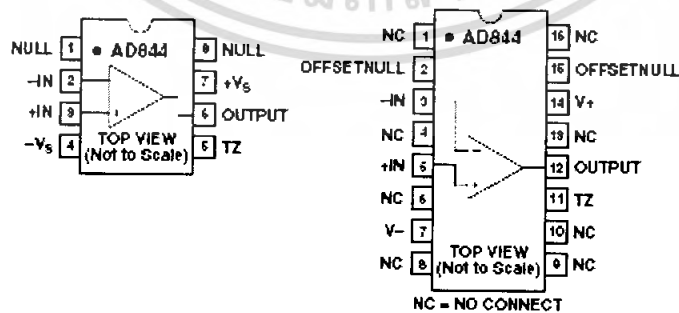 NULL 1 AD844 8 NULL
-IN 2 7 +VS
+IN 3 6 OUTPUT
-VS 4 TOP VIEW 5 TZ
(Not to Scale)
NC 1 AD844 16 NC
OFFSETNULL 2 15 OFFSETNULL
-IN 3 14 V+
NC 4 13 NC
+IN 5 12 OUTPUT
NC 6 11 TZ
V- 7 TOP VIEW 10 NC
NC 8 (Not to Scale) 9 NC
NC = NO CONNECT